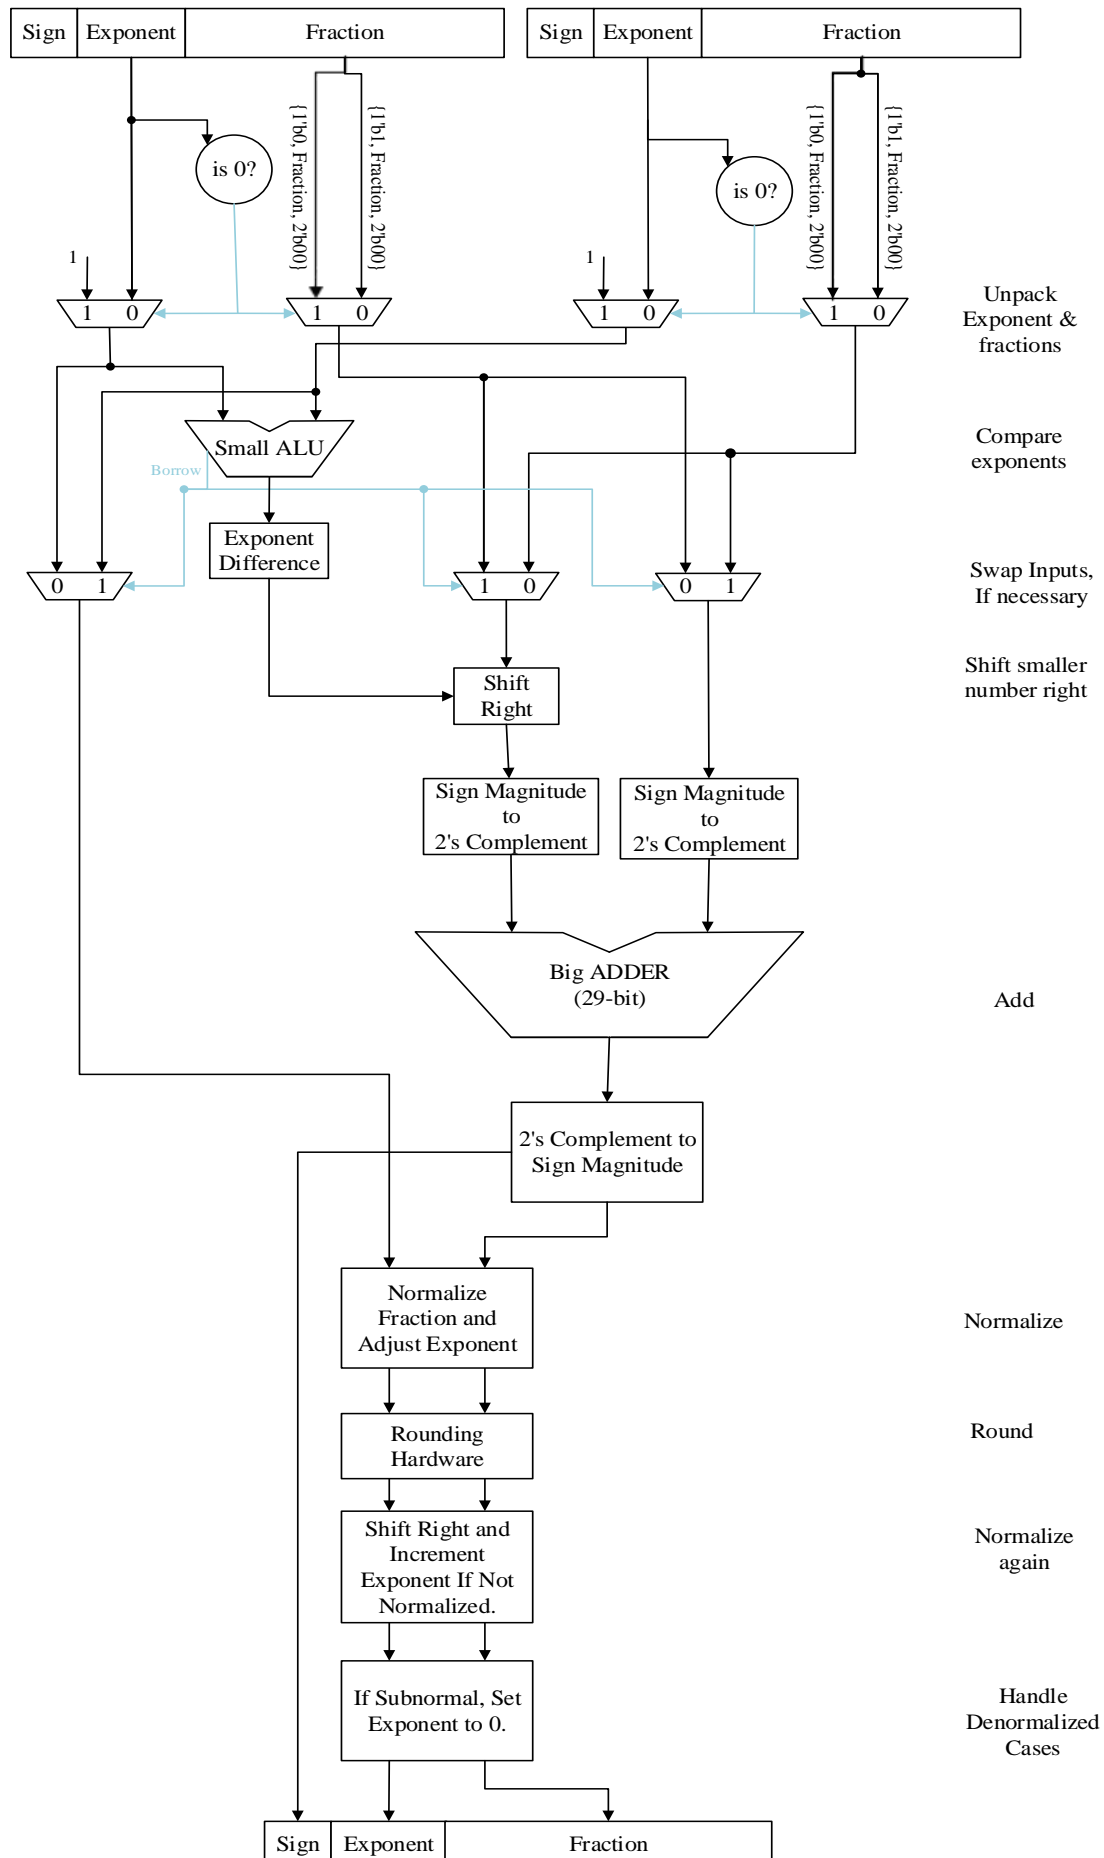 Sign Exponent Fraction Sign Exponent Fraction
{1'b0, Fraction, 2'b00}
{1'b1, Fraction, 2'b00}
{1'b0, Fraction, 2'b00}
{1'b1, Fraction, 2'b00}
is 0?
is 0?
1
1
1 0
1 0
1 0
1 0
Unpack
Exponent &
fractions
Small ALU
Compare
exponents
Borrow
Exponent
Difference
0 1
1 0
0 1
Swap Inputs,
If necessary
Shift
Right
Shift smaller
number right
Sign Magnitude
to
2's Complement
Sign Magnitude
to
2's Complement
Big ADDER
(29-bit)
Add
2's Complement to
Sign Magnitude
Normalize
Fraction and
Adjust Exponent
Normalize
Rounding
Hardware
Round
Shift Right and
Increment
Exponent If Not
Normalized.
Normalize
again
If Subnormal, Set
Exponent to 0.
Handle
Denormalized
Cases
Sign Exponent Fraction